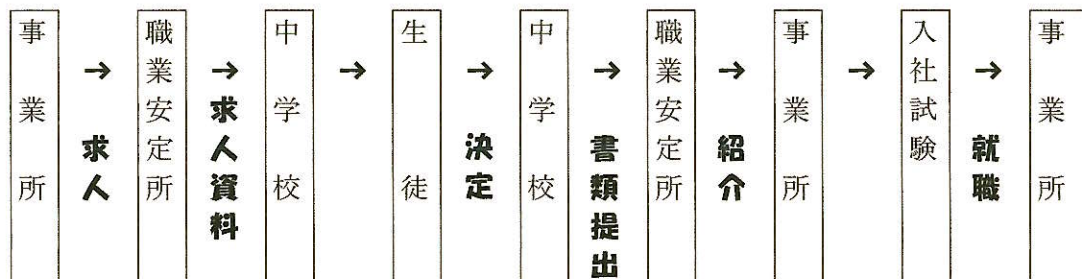 事業所
→
求人
職業安定所
→
求人資料
中学校
→
生徒
→
決定
中学校
→
書類提出
職業安定所
→
紹介
事業所
→
入社試験
→
就職
事業所